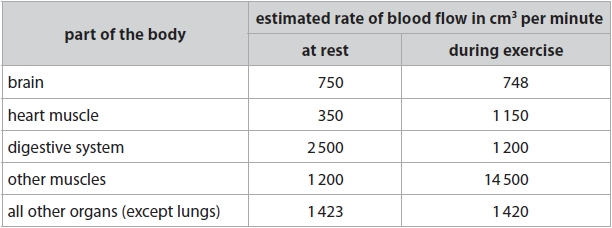 part of the body
estimated rate of blood flow in cm³ per minute
at rest during exercise
brain 750 748
heart muscle 350 1 150
digestive system 2 500 1 200
other muscles 1 200 14 500
all other organs (except lungs) 1 423 1 420